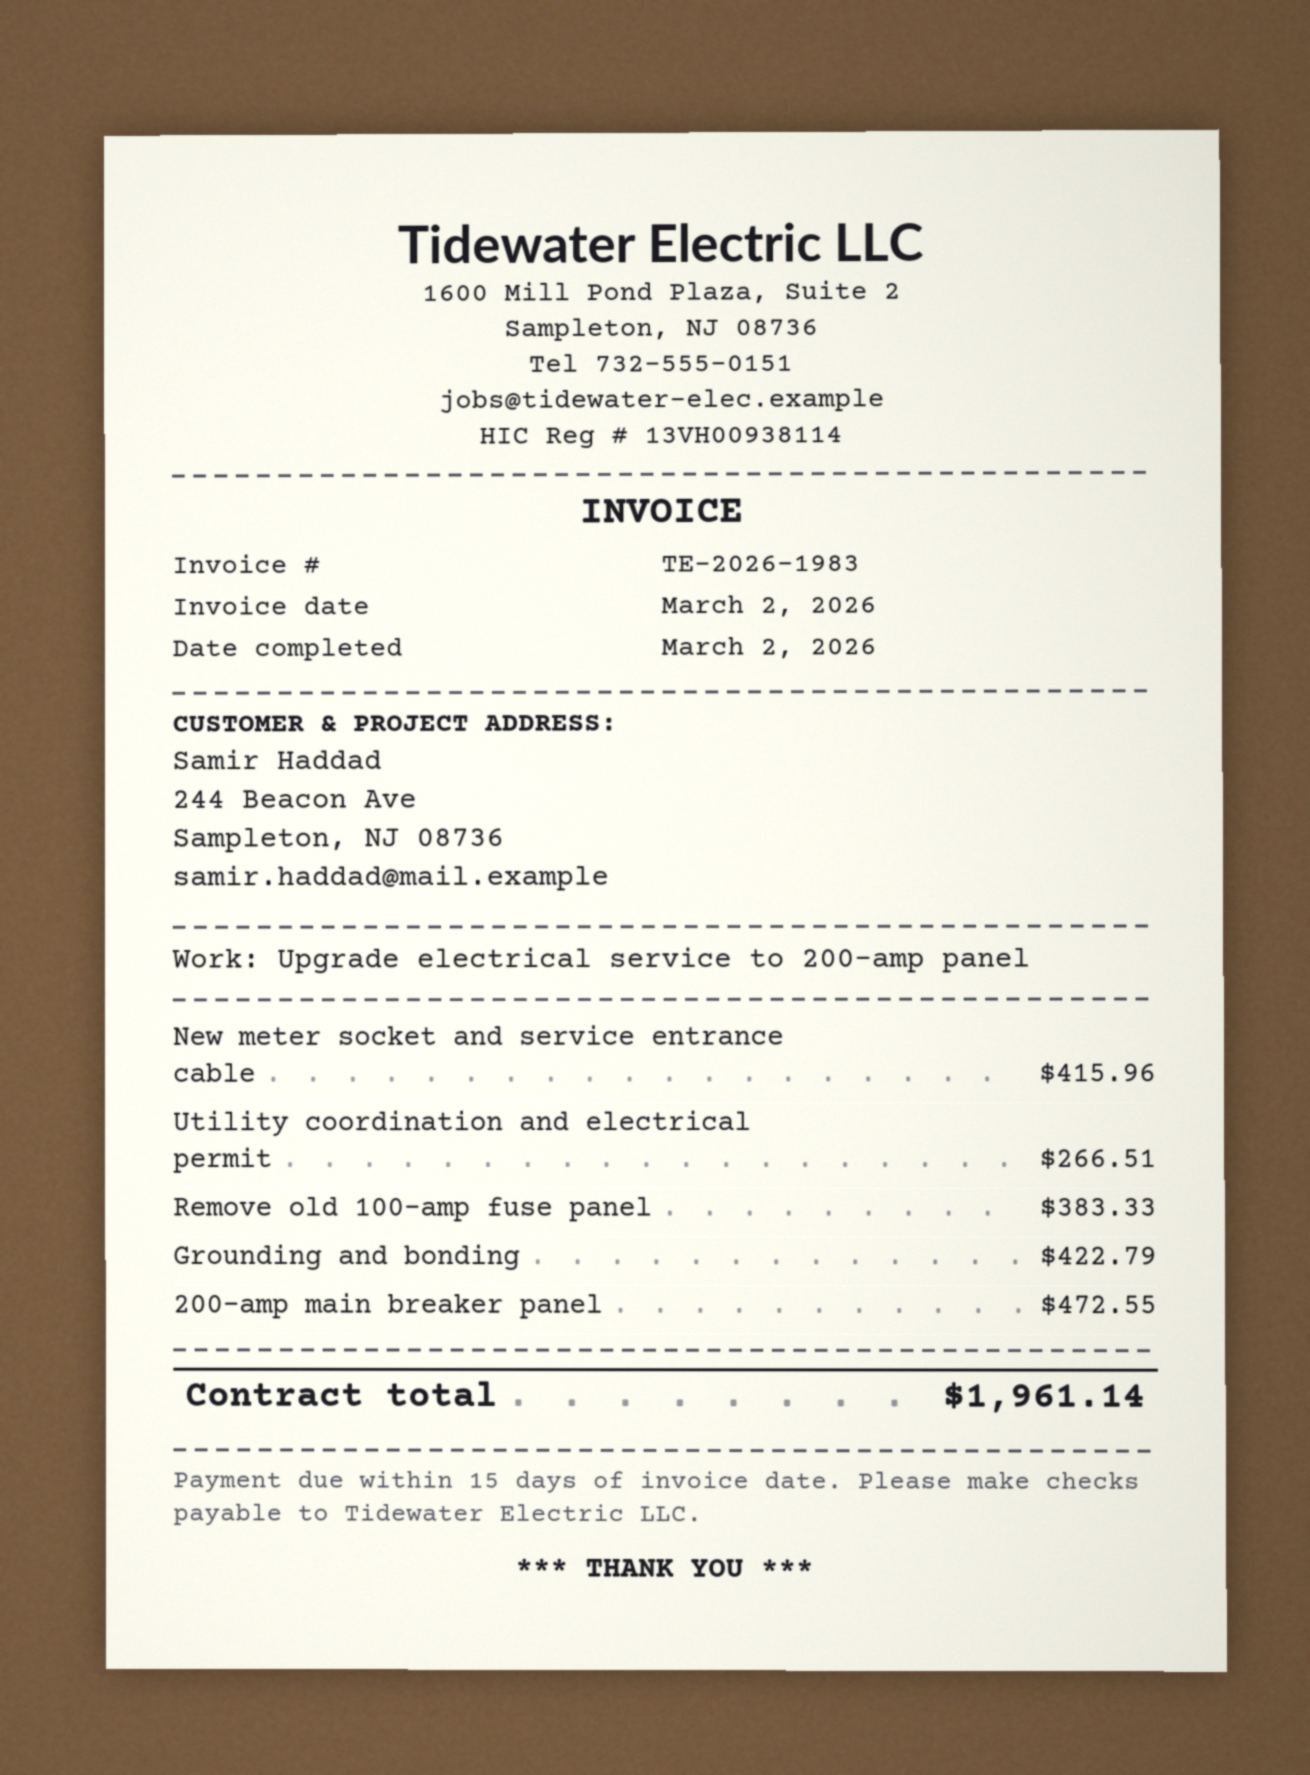 Tidewater Electric LLC
1600 Mill Pond Plaza, Suite 2
Sampleton, NJ 08736
Tel 732-555-0151
jobs@tidewater-elec.example
HIC Reg # 13VH00938114
INVOICE
Invoice # TE-2026-1983
Invoice date March 2, 2026
Date completed March 2, 2026
CUSTOMER & PROJECT ADDRESS:
Samir Haddad
244 Beacon Ave
Sampleton, NJ 08736
samir.haddad@mail.example
Work: Upgrade electrical service to 200-amp panel
New meter socket and service entrance
cable . . . . . . . . . . . . . . . . . . . $415.96
Utility coordination and electrical
permit . . . . . . . . . . . . . . . . . . . $266.51
Remove old 100-amp fuse panel . . . . . . . . . $383.33
Grounding and bonding . . . . . . . . . . . . . $422.79
200-amp main breaker panel . . . . . . . . . . . $472.55
Contract total . . . . . . . . $1,961.14
Payment due within 15 days of invoice date. Please make checks
payable to Tidewater Electric LLC.
*** THANK YOU ***